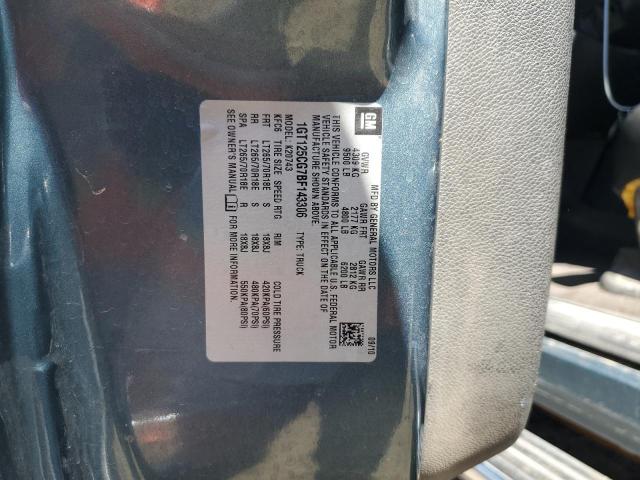 GM
MFD BY GENERAL MOTORS LLC 09/10
GVWR GAWR FRT GAWR RR
4309 KG 2177 KG 2812 KG
9500 LB 4800 LB 6200 LB
THIS VEHICLE CONFORMS TO ALL APPLICABLE U.S. FEDERAL MOTOR
VEHICLE SAFETY STANDARDS IN EFFECT ON THE DATE OF
MANUFACTURE SHOWN ABOVE.
1GT125CG7BF143306 TYPE: TRUCK
MODEL: K20743
KFC6 TIRE SIZE SPEED RTG RIM COLD TIRE PRESSURE
FRT LT265/70R18E S 18X8J 420KPA(60PSI)
RR LT265/70R18E S 18X8J 480KPA(70PSI)
SPA LT265/70R18E R 18X8J 550KPA(80PSI)
SEE OWNER'S MANUAL FOR MORE INFORMATION.